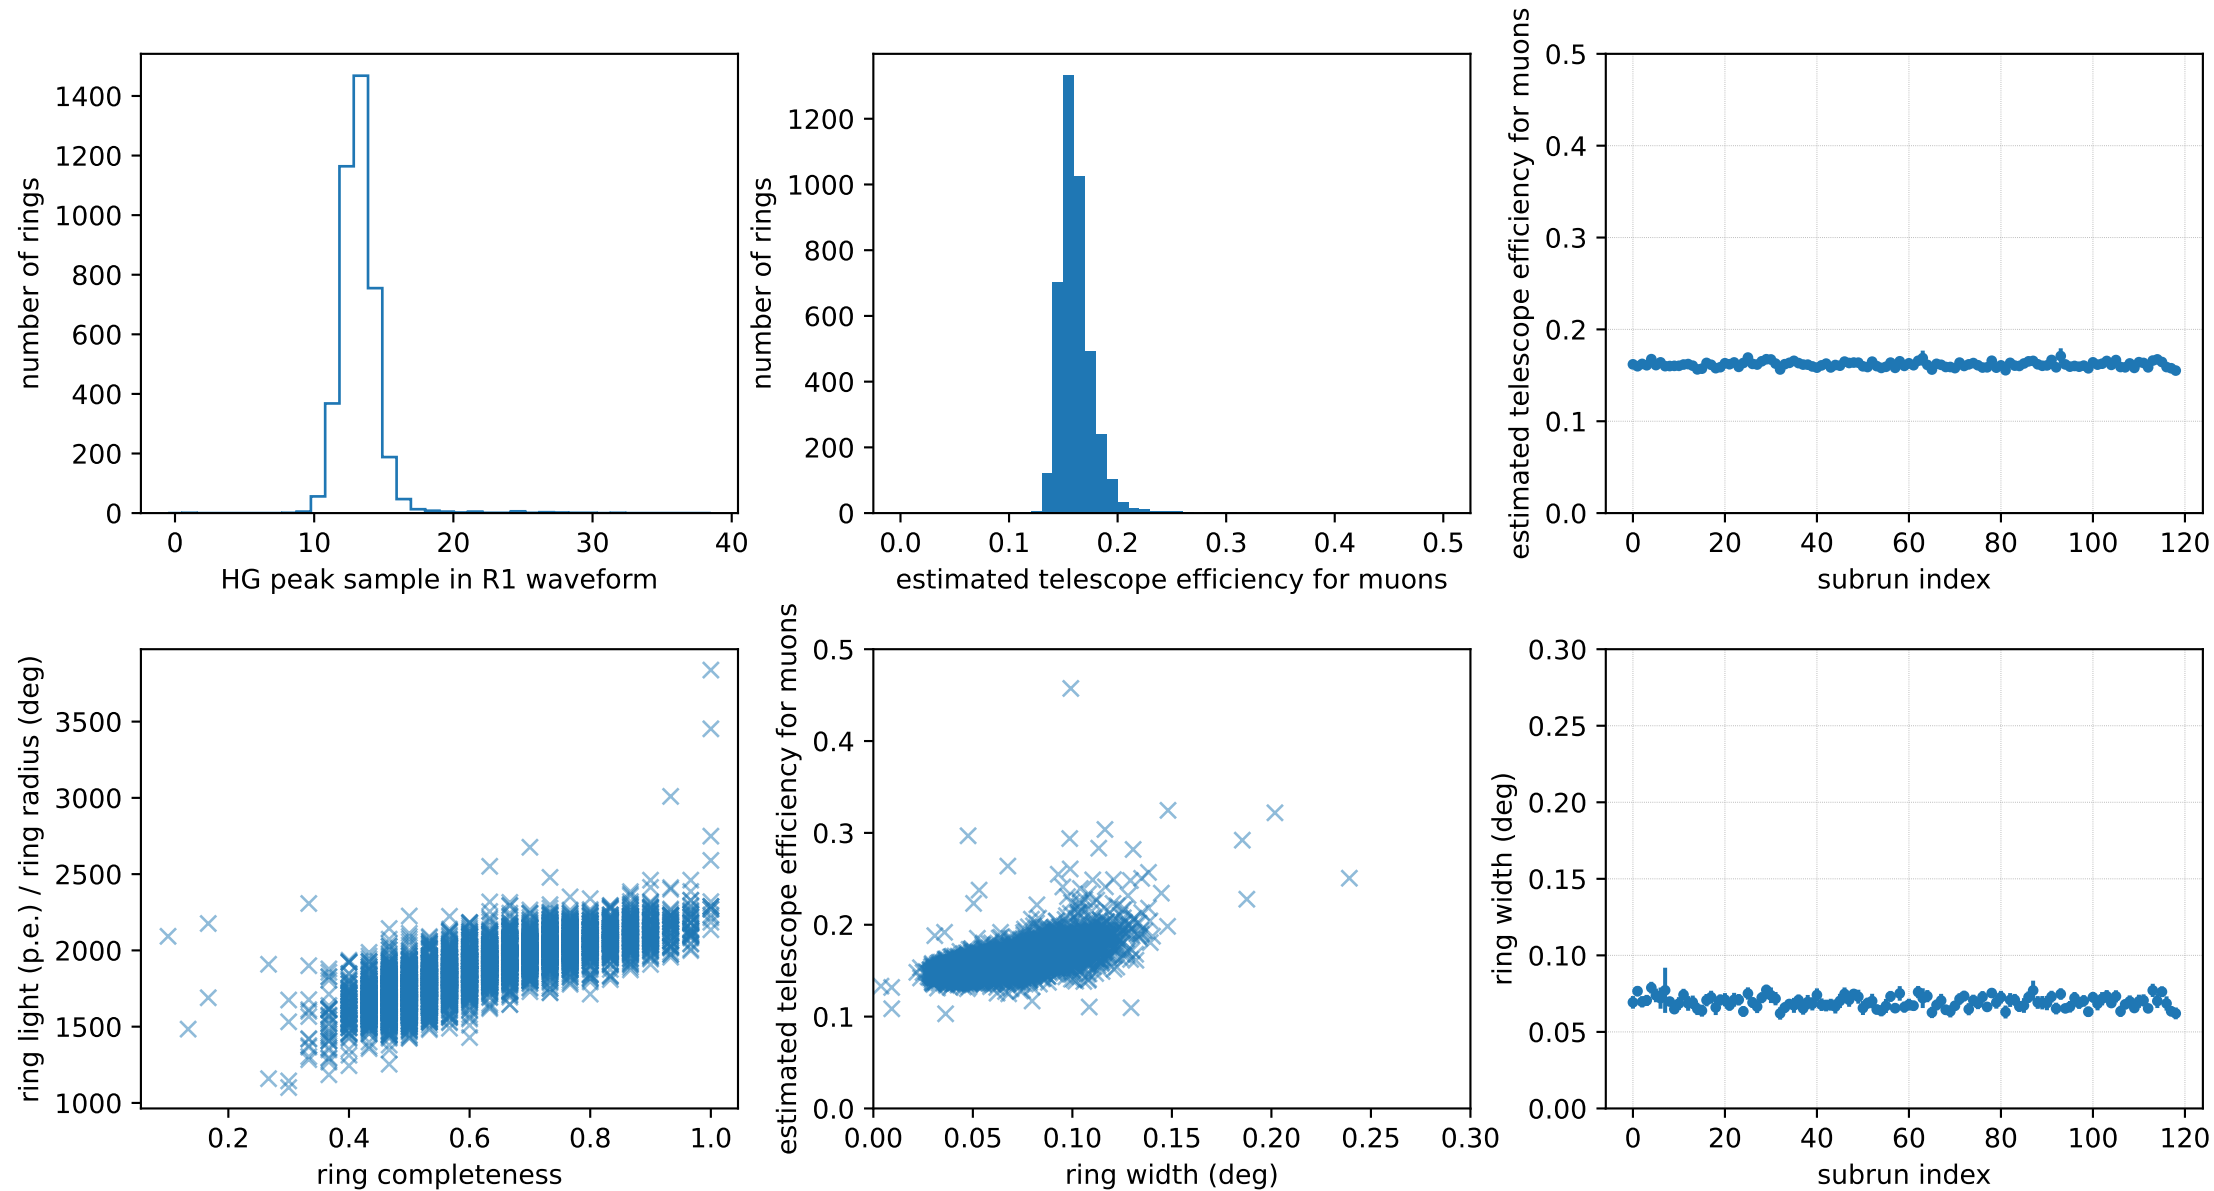 number of rings
1400
1200
1000
800
600
400
200
0
0 10 20 30 40
HG peak sample in R1 waveform
number of rings
1200
1000
800
600
400
200
0
0.0 0.1 0.2 0.3 0.4 0.5
estimated telescope efficiency for muons
estimated telescope efficiency for muons
0.5
0.4
0.3
0.2
0.1
0.0
0 20 40 60 80 100 120
subrun index
ring light (p.e.) / ring radius (deg)
3500
3000
2500
2000
1500
1000
0.2 0.4 0.6 0.8 1.0
ring completeness
estimated telescope efficiency for muons
0.5
0.4
0.3
0.2
0.1
0.0
0.00 0.05 0.10 0.15 0.20 0.25 0.30
ring width (deg)
ring width (deg)
0.30
0.25
0.20
0.15
0.10
0.05
0.00
0 20 40 60 80 100 120
subrun index